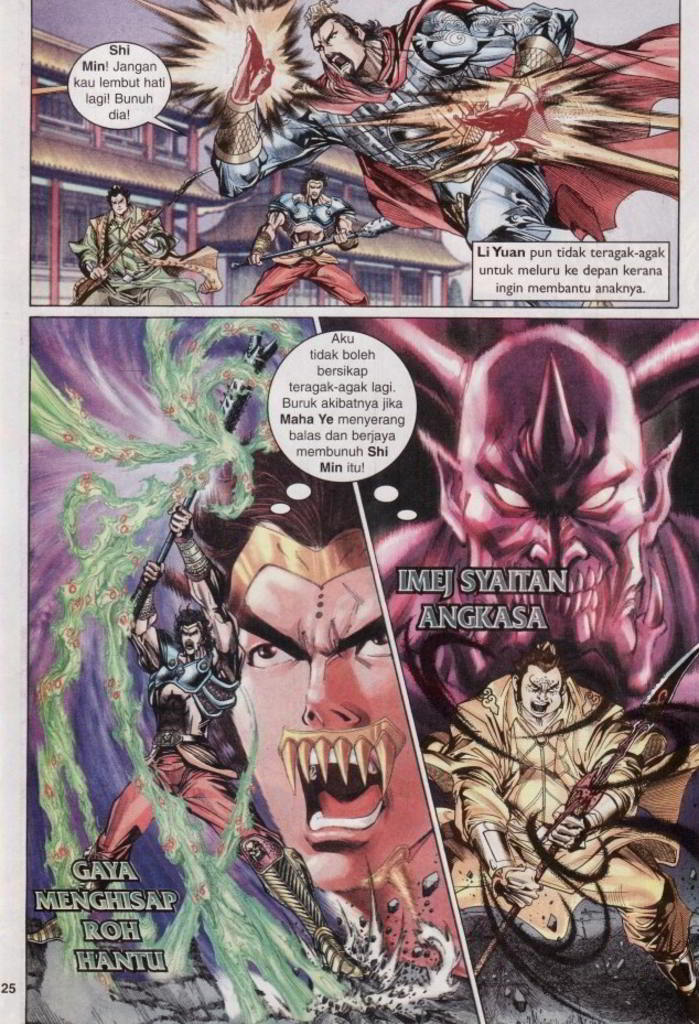 Shi
Min! Jangan
kau lembut hati
lagi! Bunuh
dia!
Li Yuan pun tidak teragak-agak
untuk meluru ke depan kerana
ingin membantu anaknya.
Aku
tidak boleh
bersikap
teragak-agak lagi.
Buruk akibatnya jika
Maha Ye menyerang
balas dan berjaya
membunuh Shi
Min itu!
IMEJ SYAITAN
ANGKASA
GAYA
MENGHISAP
ROH
HANTU
25